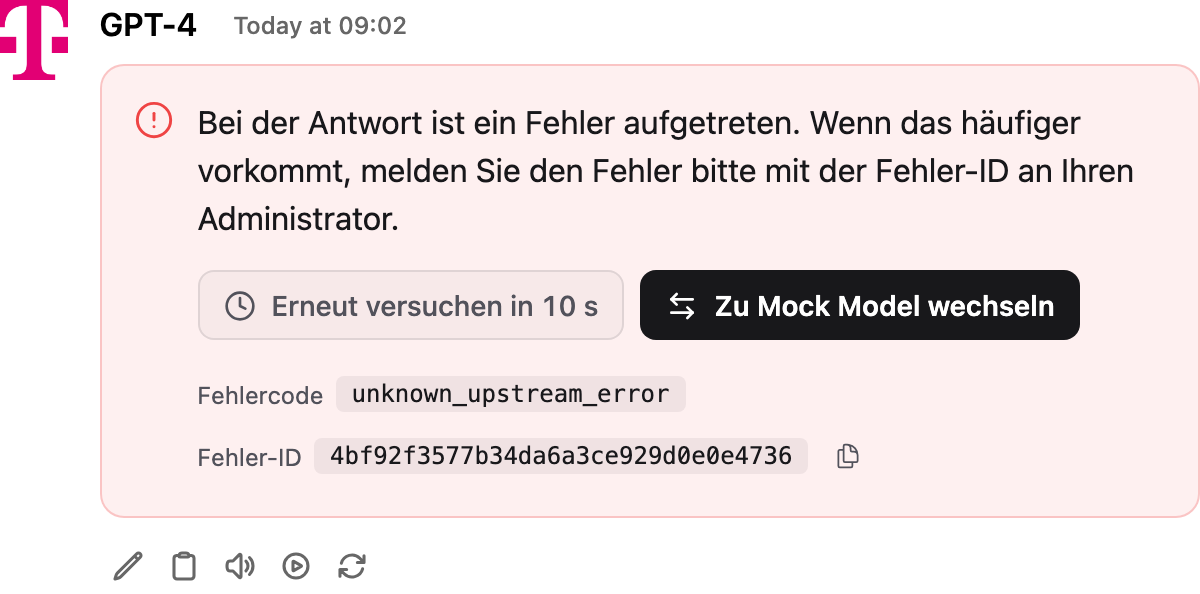 GPT-4 Today at 09:02
Bei der Antwort ist ein Fehler aufgetreten. Wenn das häufiger
vorkommt, melden Sie den Fehler bitte mit der Fehler-ID an Ihren
Administrator.
Erneut versuchen in 10 s Zu Mock Model wechseln
Fehlercode unknown_upstream_error
Fehler-ID 4bf92f3577b34da6a3ce929d0e0e4736